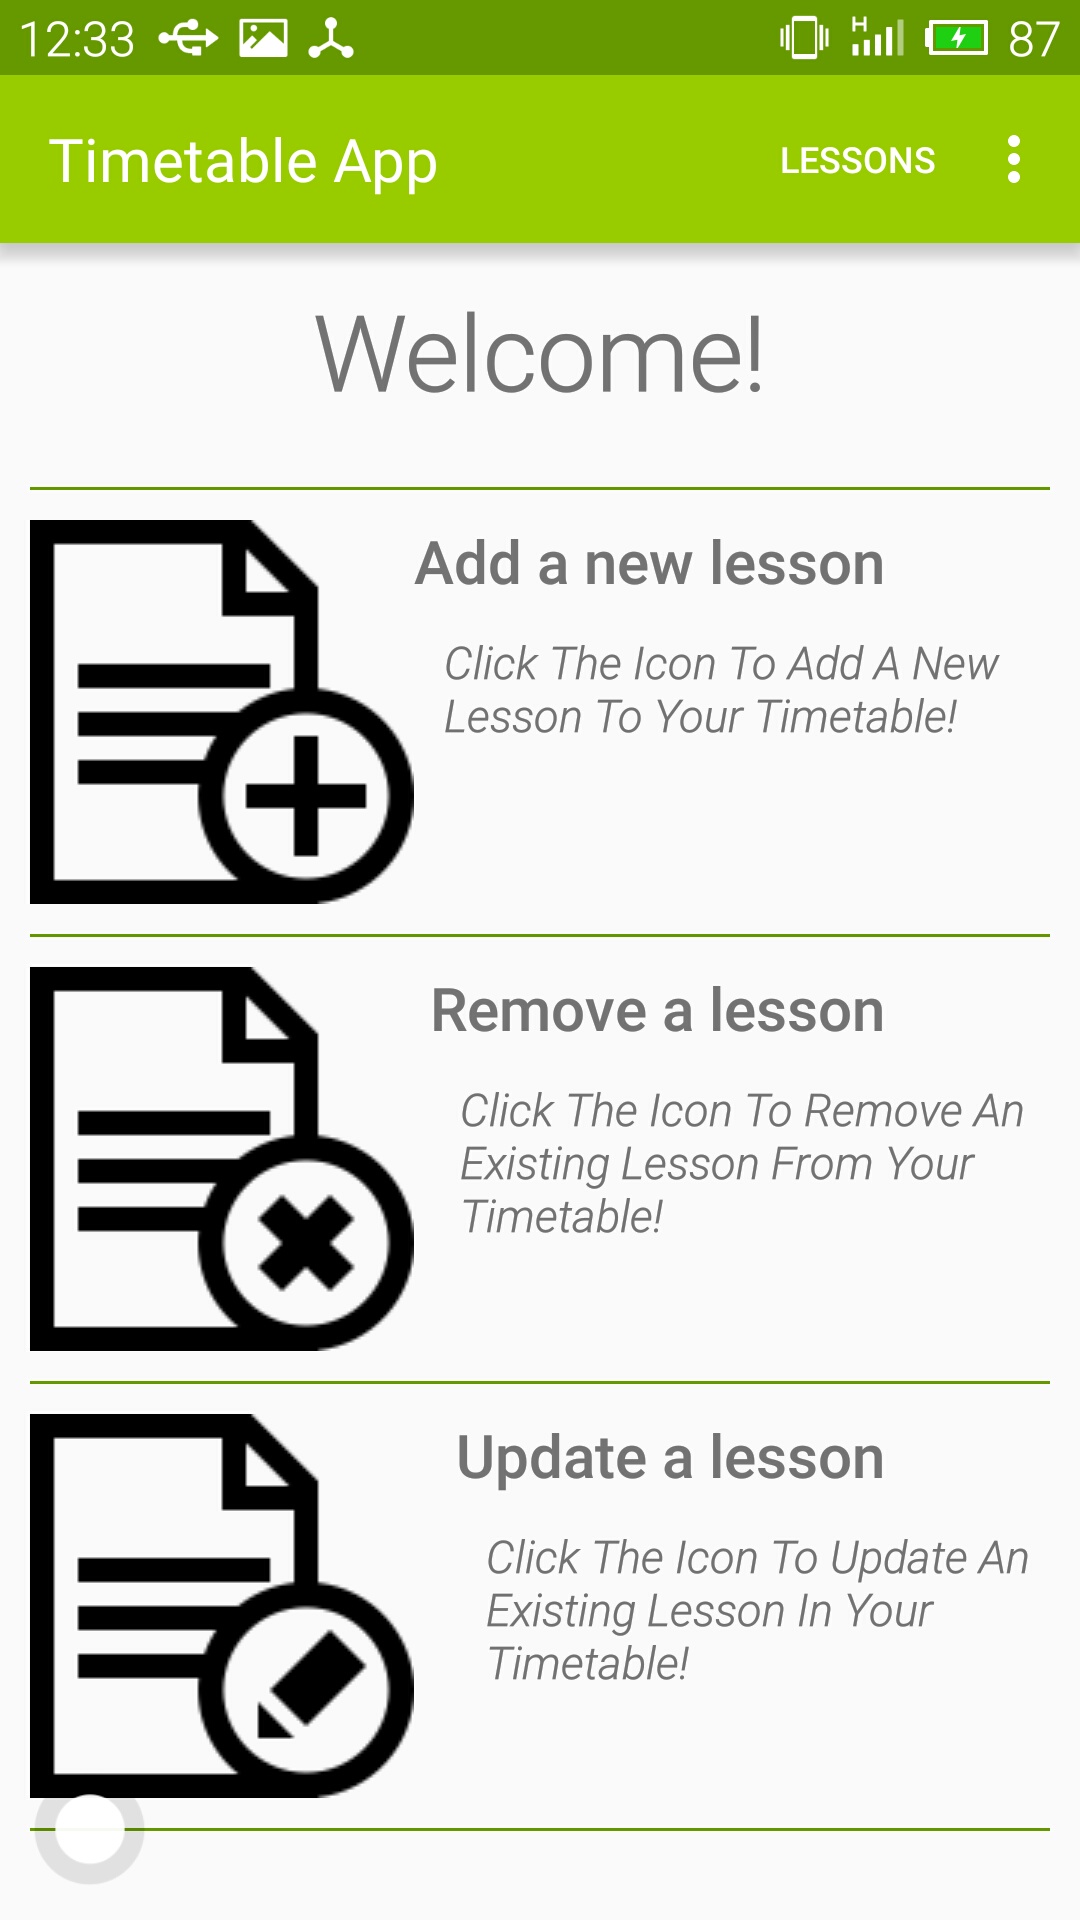 12:33
H
87
Timetable App
LESSONS
Welcome!
Add a new lesson
Click The Icon To Add A New
Lesson To Your Timetable!
Remove a lesson
Click The Icon To Remove An
Existing Lesson From Your
Timetable!
Update a lesson
Click The Icon To Update An
Existing Lesson In Your
Timetable!